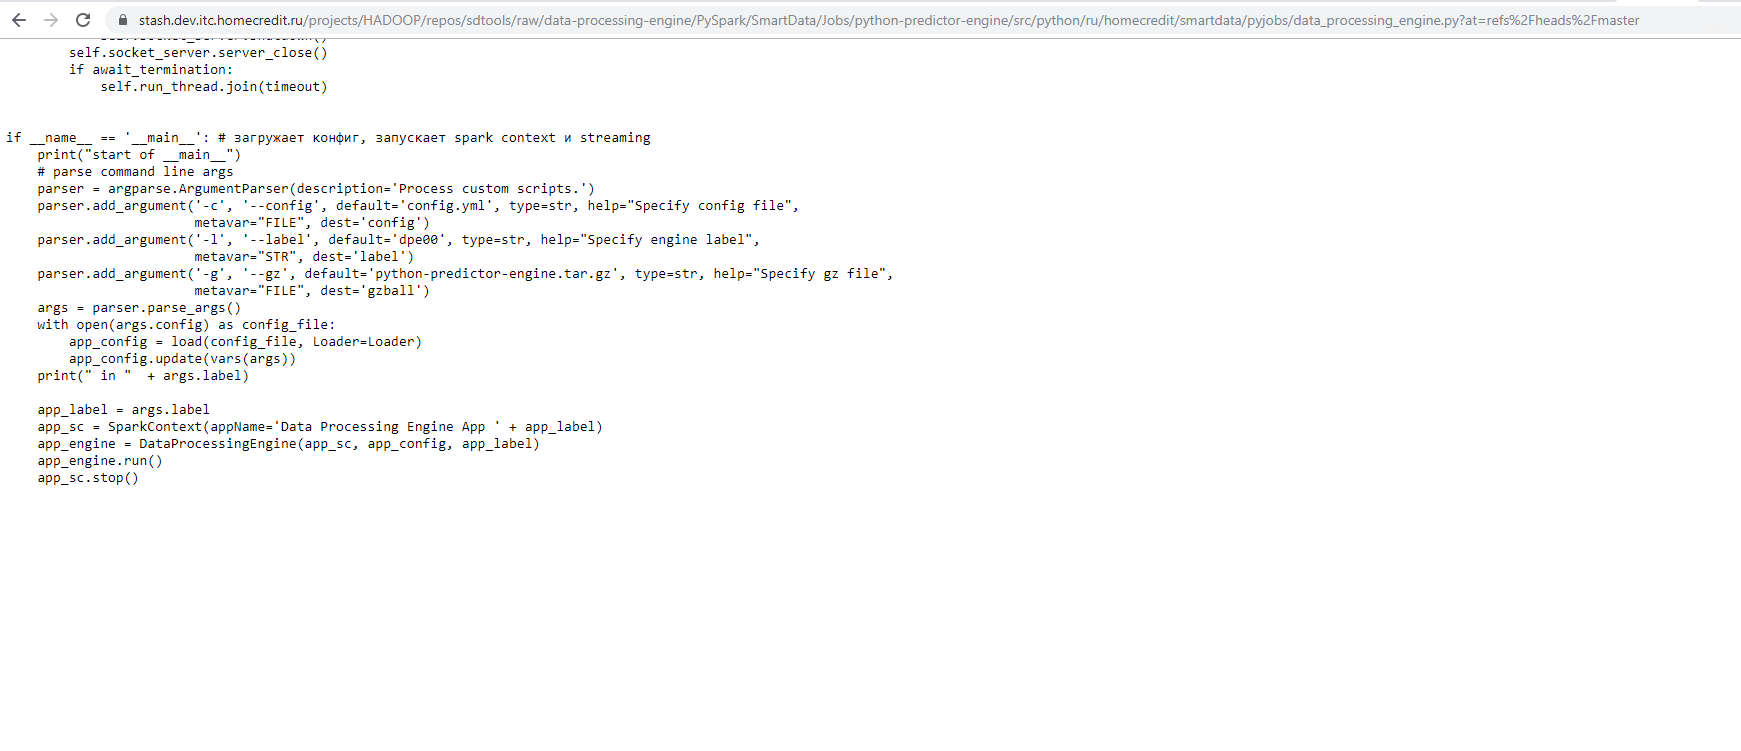 stash.dev.itc.homecredit.ru/projects/HADOOP/repos/sdtools/raw/data-processing-engine/PySpark/SmartData/Jobs/python-predictor-engine/src/python/ru/homecredit/smartdata/pyjobs/data_processing_engine.py?at=refs%2Fheads%2Fmaster
        self.socket_server.server_close()
        if await_termination:
            self.run_thread.join(timeout)
if __name__ == '__main__': # загружает конфиг, запускает spark context и streaming
    print("start of __main__")
    # parse command line args
    parser = argparse.ArgumentParser(description='Process custom scripts.')
    parser.add_argument('-c', '--config', default='config.yml', type=str, help="Specify config file",
                        metavar="FILE", dest='config')
    parser.add_argument('-l', '--label', default='dpe00', type=str, help="Specify engine label",
                        metavar="STR", dest='label')
    parser.add_argument('-g', '--gz', default='python-predictor-engine.tar.gz', type=str, help="Specify gz file",
                        metavar="FILE", dest='gzball')
    args = parser.parse_args()
    with open(args.config) as config_file:
        app_config = load(config_file, Loader=Loader)
        app_config.update(vars(args))
    print(" in "  + args.label)
    app_label = args.label
    app_sc = SparkContext(appName='Data Processing Engine App ' + app_label)
    app_engine = DataProcessingEngine(app_sc, app_config, app_label)
    app_engine.run()
    app_sc.stop()